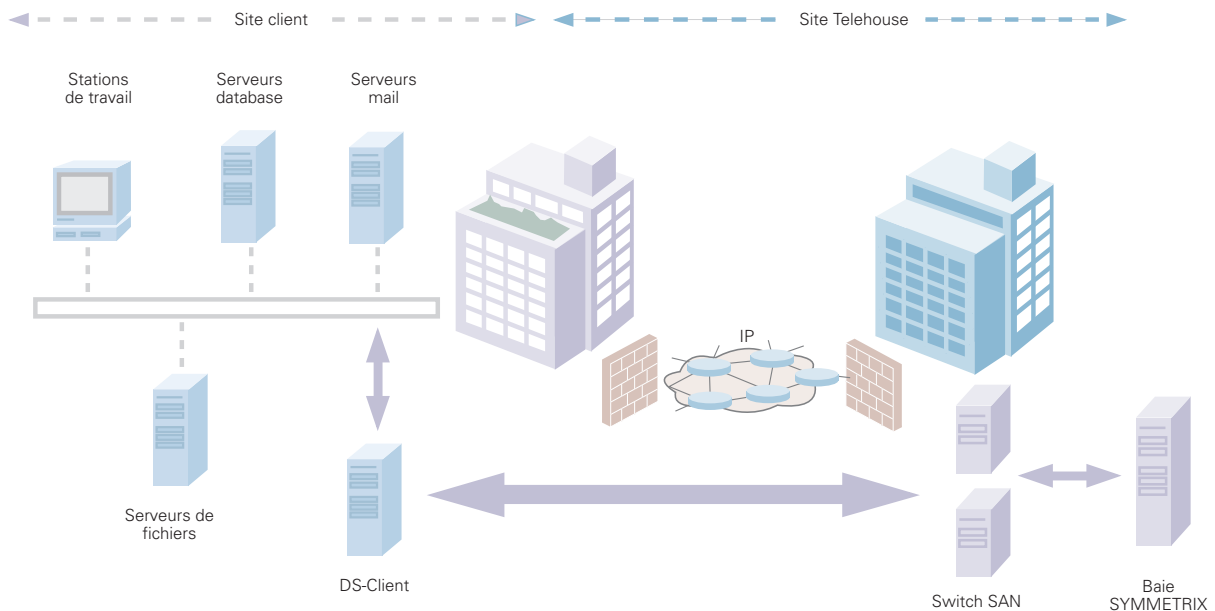 Site client
Site Telehouse
Stations
de travail
Serveurs
database
Serveurs
mail
IP
Serveurs de
fichiers
DS-Client
Switch SAN
Baie
SYMMETRIX